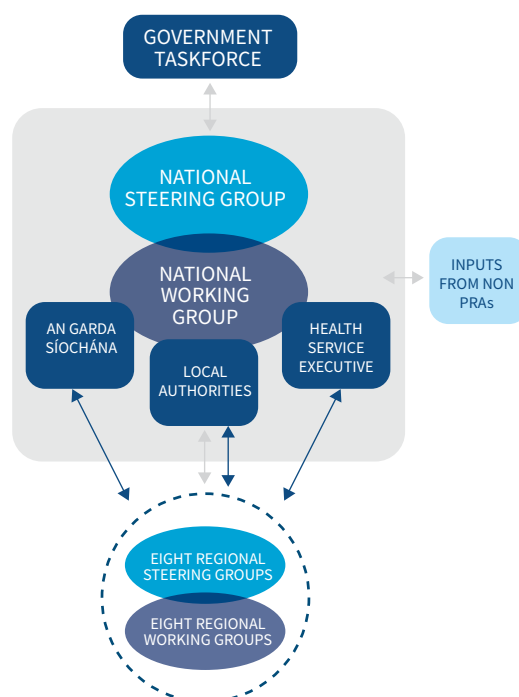 GOVERNMENT
TASKFORCE
NATIONAL
STEERING GROUP
NATIONAL
WORKING
GROUP
INPUTS
FROM NON
PRAs
AN GARDA
SÍOCHÁNA
HEALTH
SERVICE
EXECUTIVE
LOCAL
AUTHORITIES
EIGHT REGIONAL
STEERING GROUPS
EIGHT REGIONAL
WORKING GROUPS